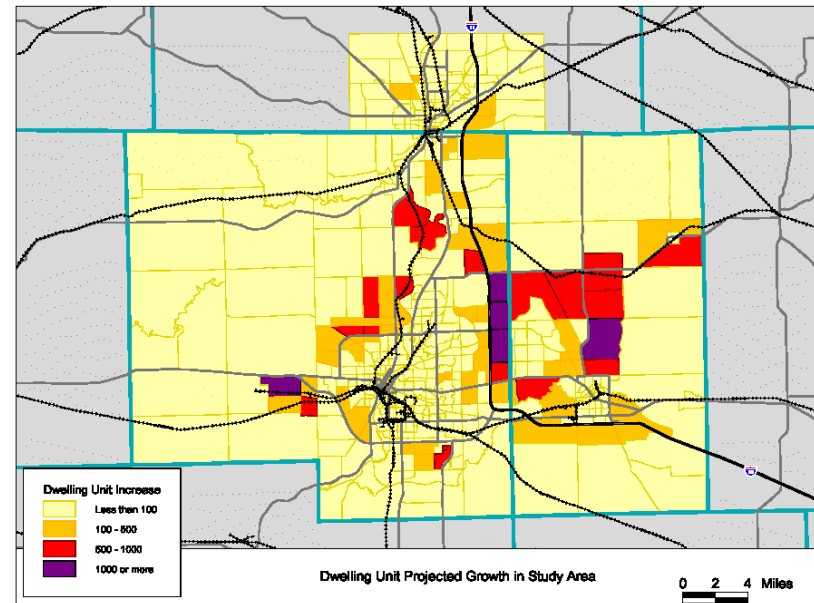 Dwelling Unit Increase
Less than 100
100 - 500
500 - 1000
1000 or more
Dwelling Unit Projected Growth in Study Area
0 2 4 Miles